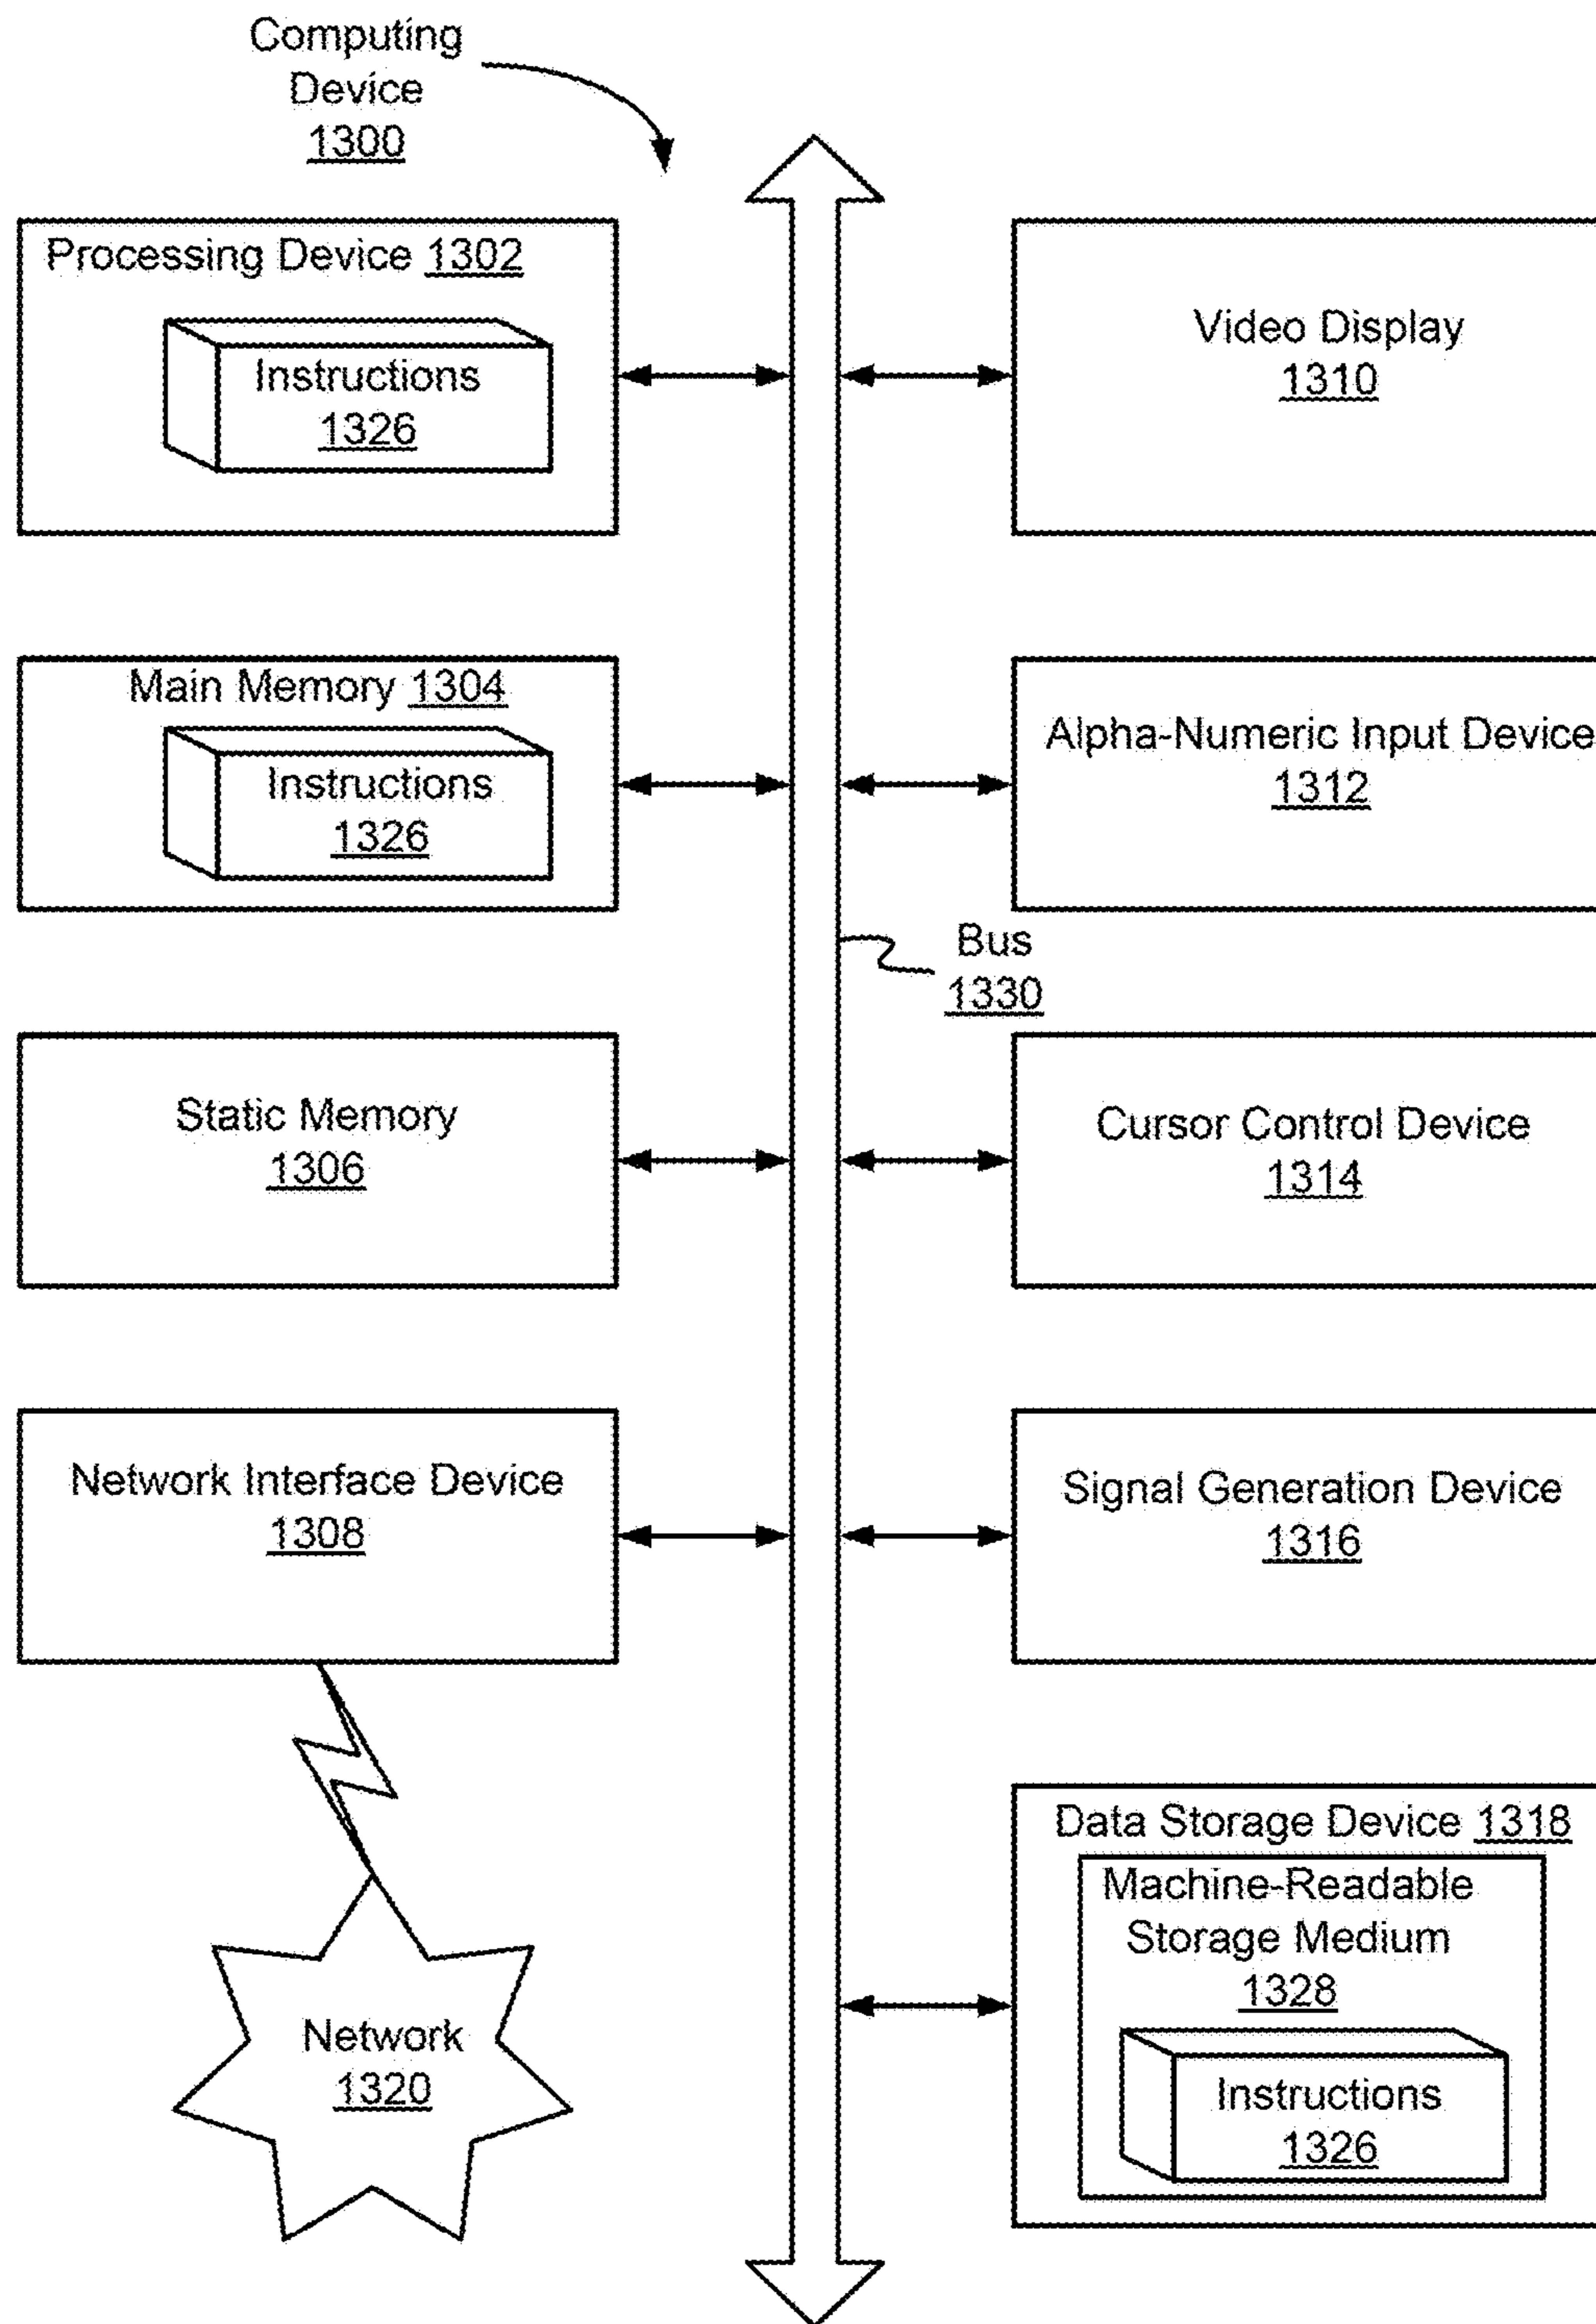 Computing
Device
1300
Processing Device 1302
Instructions
1326
Video Display
1310
Main Memory 1304
Instructions
1326
Alpha-Numeric Input Device
1312
Bus
1330
Static Memory
1306
Cursor Control Device
1314
Network Interface Device
1308
Signal Generation Device
1316
Data Storage Device 1318
Machine-Readable
Storage Medium
1328
Instructions
1326
Network
1320